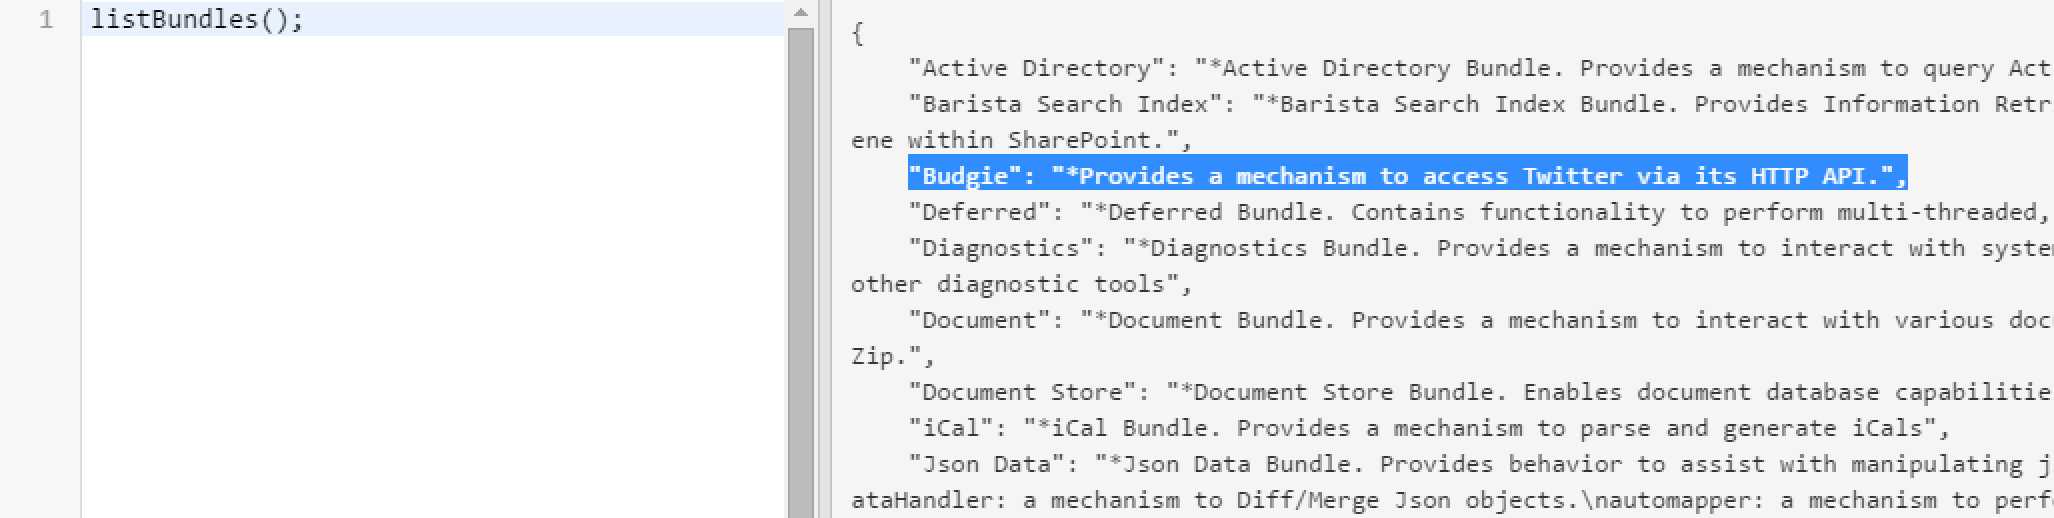 1 listBundles();
{
"Active Directory": "*Active Directory Bundle. Provides a mechanism to query Act
"Barista Search Index": "*Barista Search Index Bundle. Provides Information Retr
ene within SharePoint.",
"Budgie": "*Provides a mechanism to access Twitter via its HTTP API.",
"Deferred": "*Deferred Bundle. Contains functionality to perform multi-threaded,
"Diagnostics": "*Diagnostics Bundle. Provides a mechanism to interact with syste
other diagnostic tools",
"Document": "*Document Bundle. Provides a mechanism to interact with various doc
Zip.",
"Document Store": "*Document Store Bundle. Enables document database capabilitie
"iCal": "*iCal Bundle. Provides a mechanism to parse and generate iCals",
"Json Data": "*Json Data Bundle. Provides behavior to assist with manipulating j
ataHandler: a mechanism to Diff/Merge Json objects.\nautomapper: a mechanism to perf